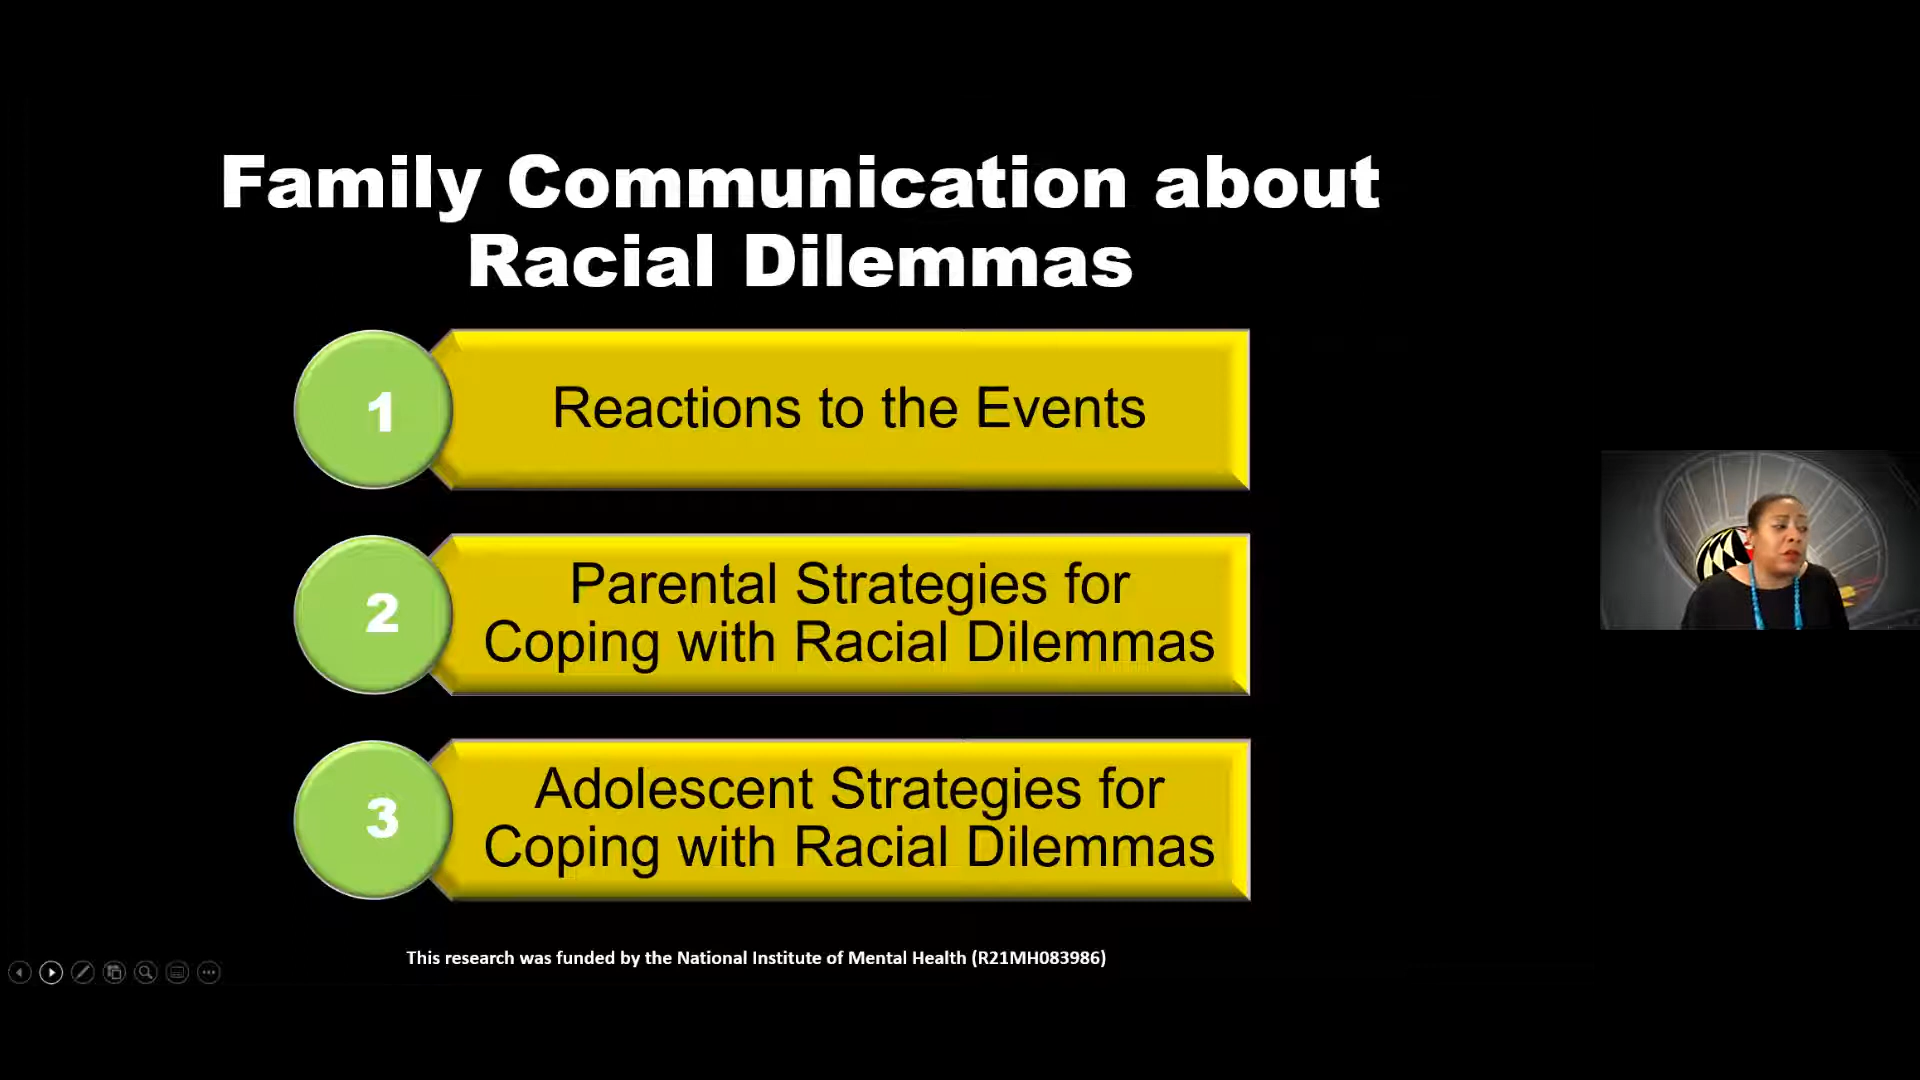 Family Communication about
Racial Dilemmas
1
Reactions to the Events
2
Parental Strategies for
Coping with Racial Dilemmas
3
Adolescent Strategies for
Coping with Racial Dilemmas
This research was funded by the National Institute of Mental Health (R21MH083986)